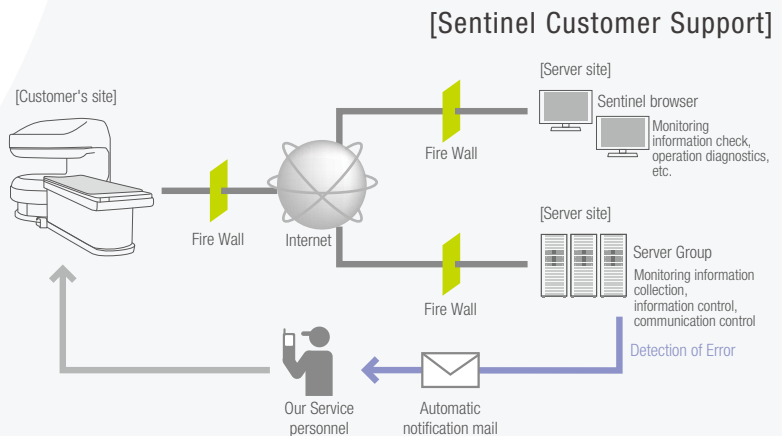 [Sentinel Customer Support]
[Customer's site]
Fire Wall
Internet
Fire Wall
[Server site]
Sentinel browser
Monitoring
information check,
operation diagnostics,
etc.
Fire Wall
[Server site]
Server Group
Monitoring information
collection,
information control,
communication control
Detection of Error
Automatic
notification mail
Our Service
personnel